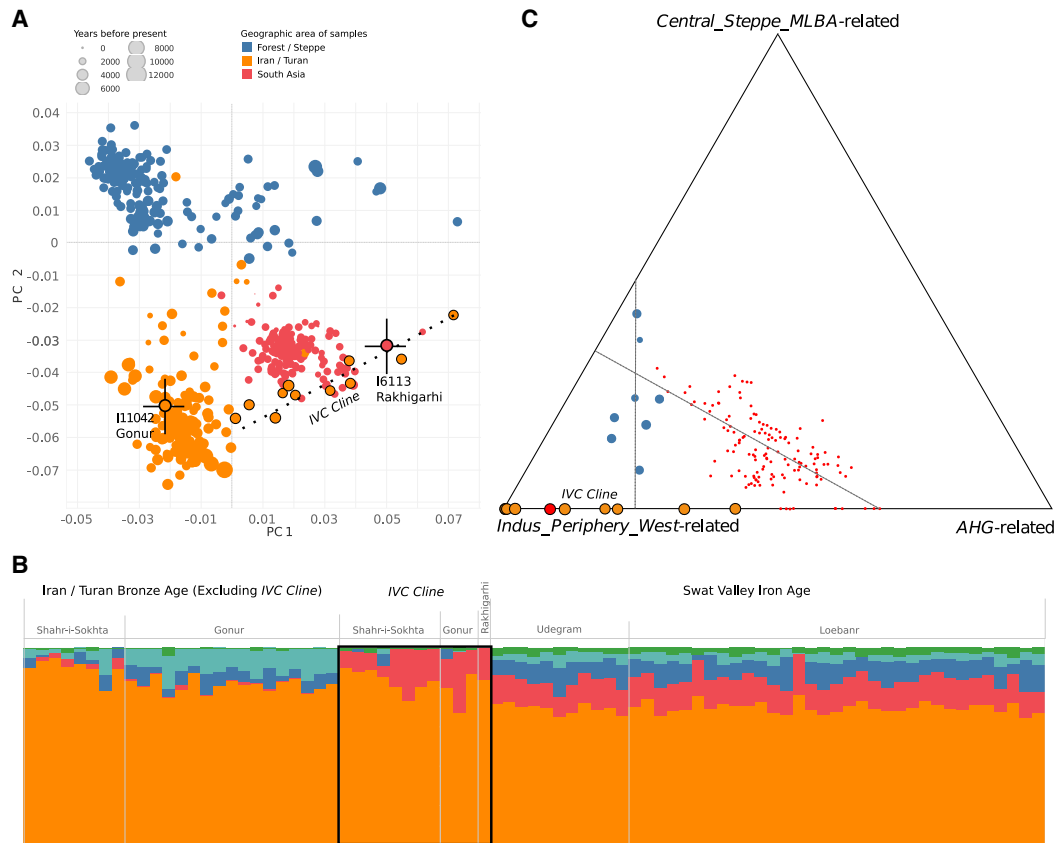 A
Years before present
0
2000
4000
6000
8000
10000
12000
Geographic area of samples
Forest / Steppe
Iran / Turan
South Asia
0.04
0.03
0.02
0.01
0
-0.01
-0.02
-0.03
-0.04
-0.05
-0.06
-0.07
PC 2
-0.05
-0.03
-0.01
0.01
0.03
0.05
0.07
PC1
I11042
Gonur
I6113
Rakhigarhi
IVC Cline
C
Central_Steppe_MLBA-related
IVC Cline
Indus_Periphery_West-related
AHG-related
B
Iran / Turan Bronze Age (Excluding IVC Cline)
IVC Cline
Swat Valley Iron Age
Shahr-i-Sokhta
Gonur
Shahr-i-Sokhta
Gonur
Rakhigarhi
Udegram
Loebanr